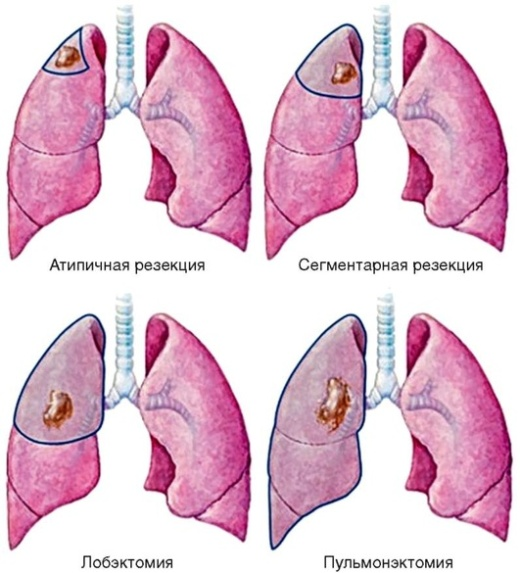 Атипичная резекция
Сегментарная резекция
Лобэктомия
Пульмонэктомия